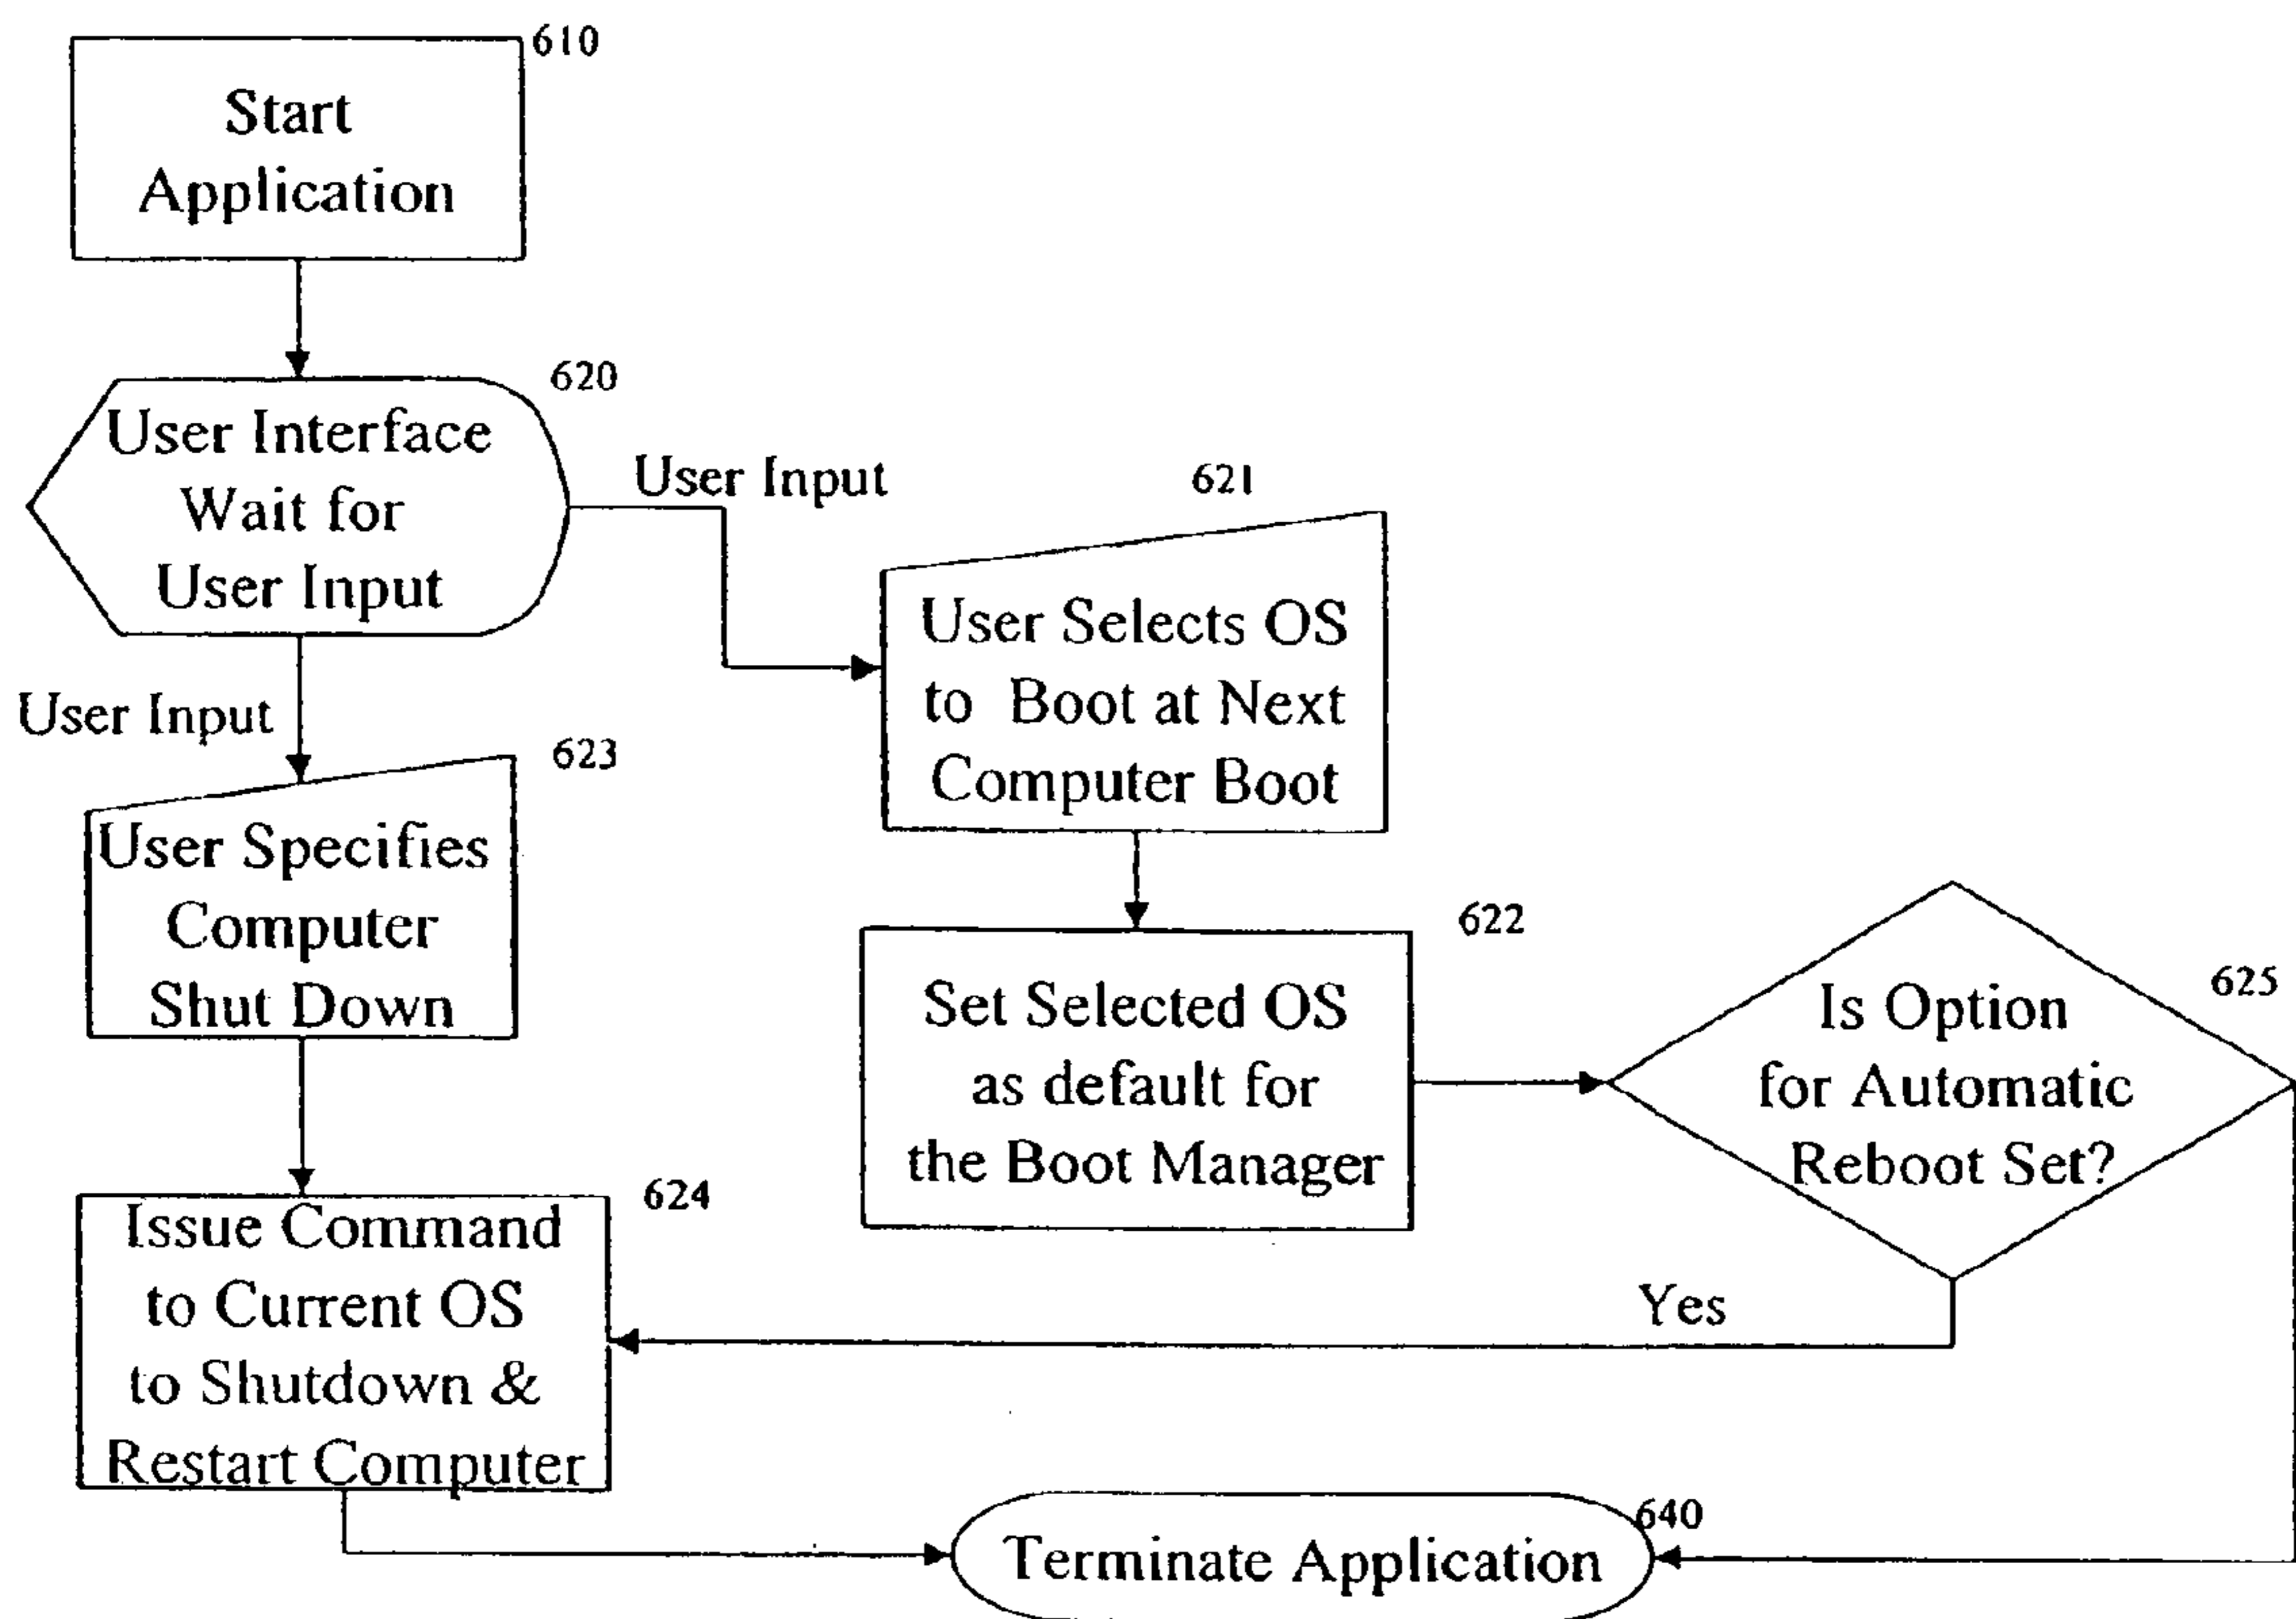 610
Start
Application
620
User Interface
Wait for
User Input
User Input
621
User Selects OS
to Boot at Next
Computer Boot
User Input
623
User Specifies
Computer
Shut Down
622
Set Selected OS
as default for
the Boot Manager
625
Is Option
for Automatic
Reboot Set?
624
Issue Command
to Current OS
to Shutdown &
Restart Computer
Yes
640
Terminate Application